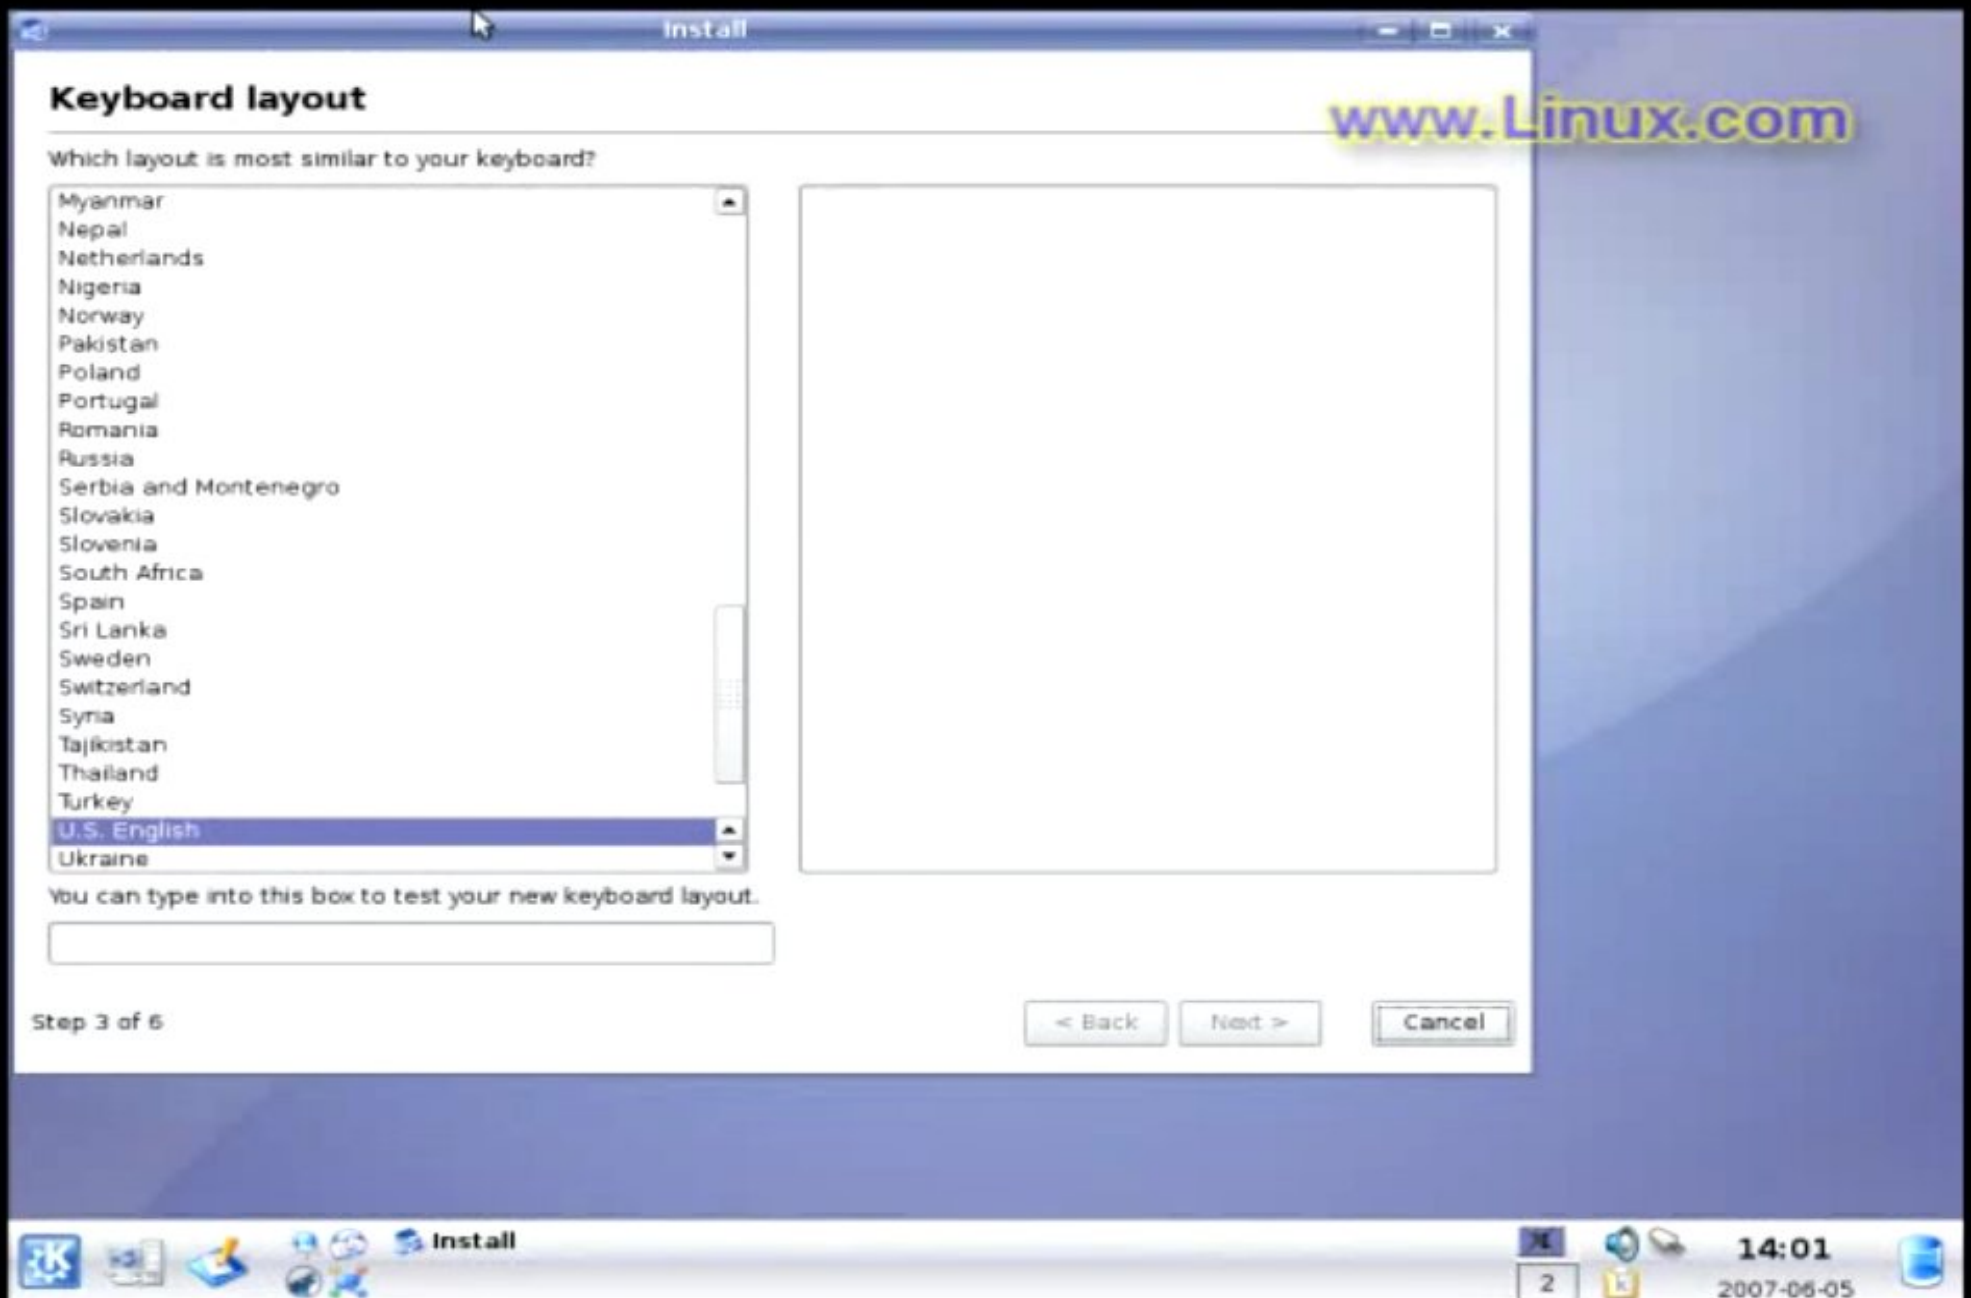 Install
Keyboard layout
www.Linux.com
Which layout is most similar to your keyboard?
Myanmar
Nepal
Netherlands
Nigeria
Norway
Pakistan
Poland
Portugal
Romania
Russia
Serbia and Montenegro
Slovakia
Slovenia
South Africa
Spain
Sri Lanka
Sweden
Switzerland
Syria
Tajikistan
Thailand
Turkey
U.S. English
Ukraine
You can type into this box to test your new keyboard layout.
Step 3 of 6
< Back
Next >
Cancel
Install
2
14:01
2007-06-05